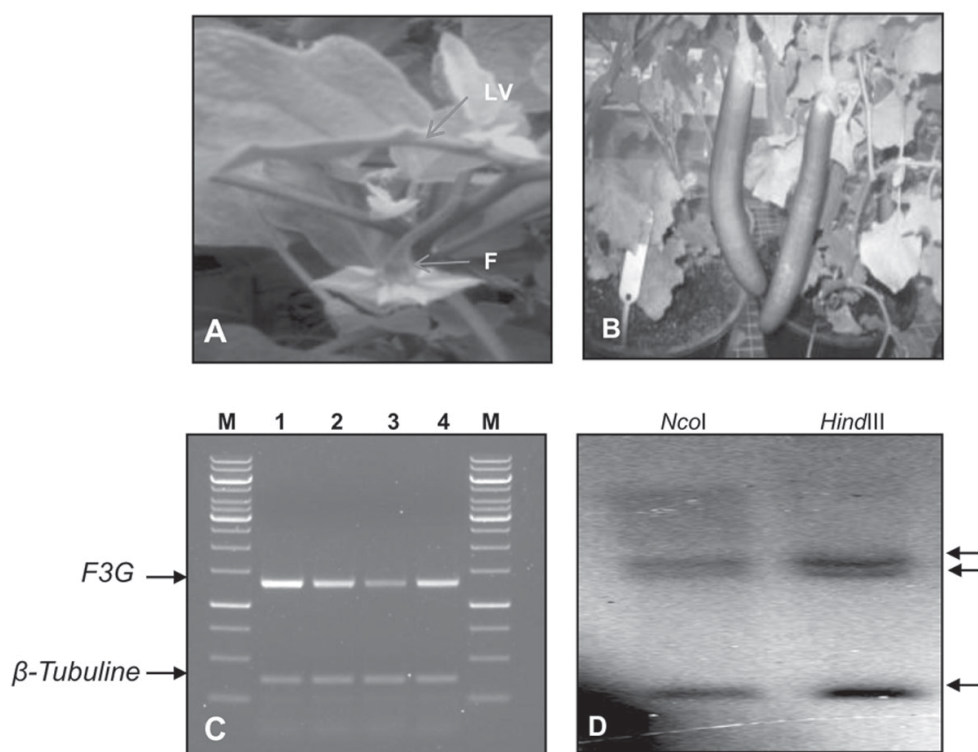 LV
F
A
B
M 1 2 3 4 M
NcoI HindIII
F3G
β-Tubuline
C
D